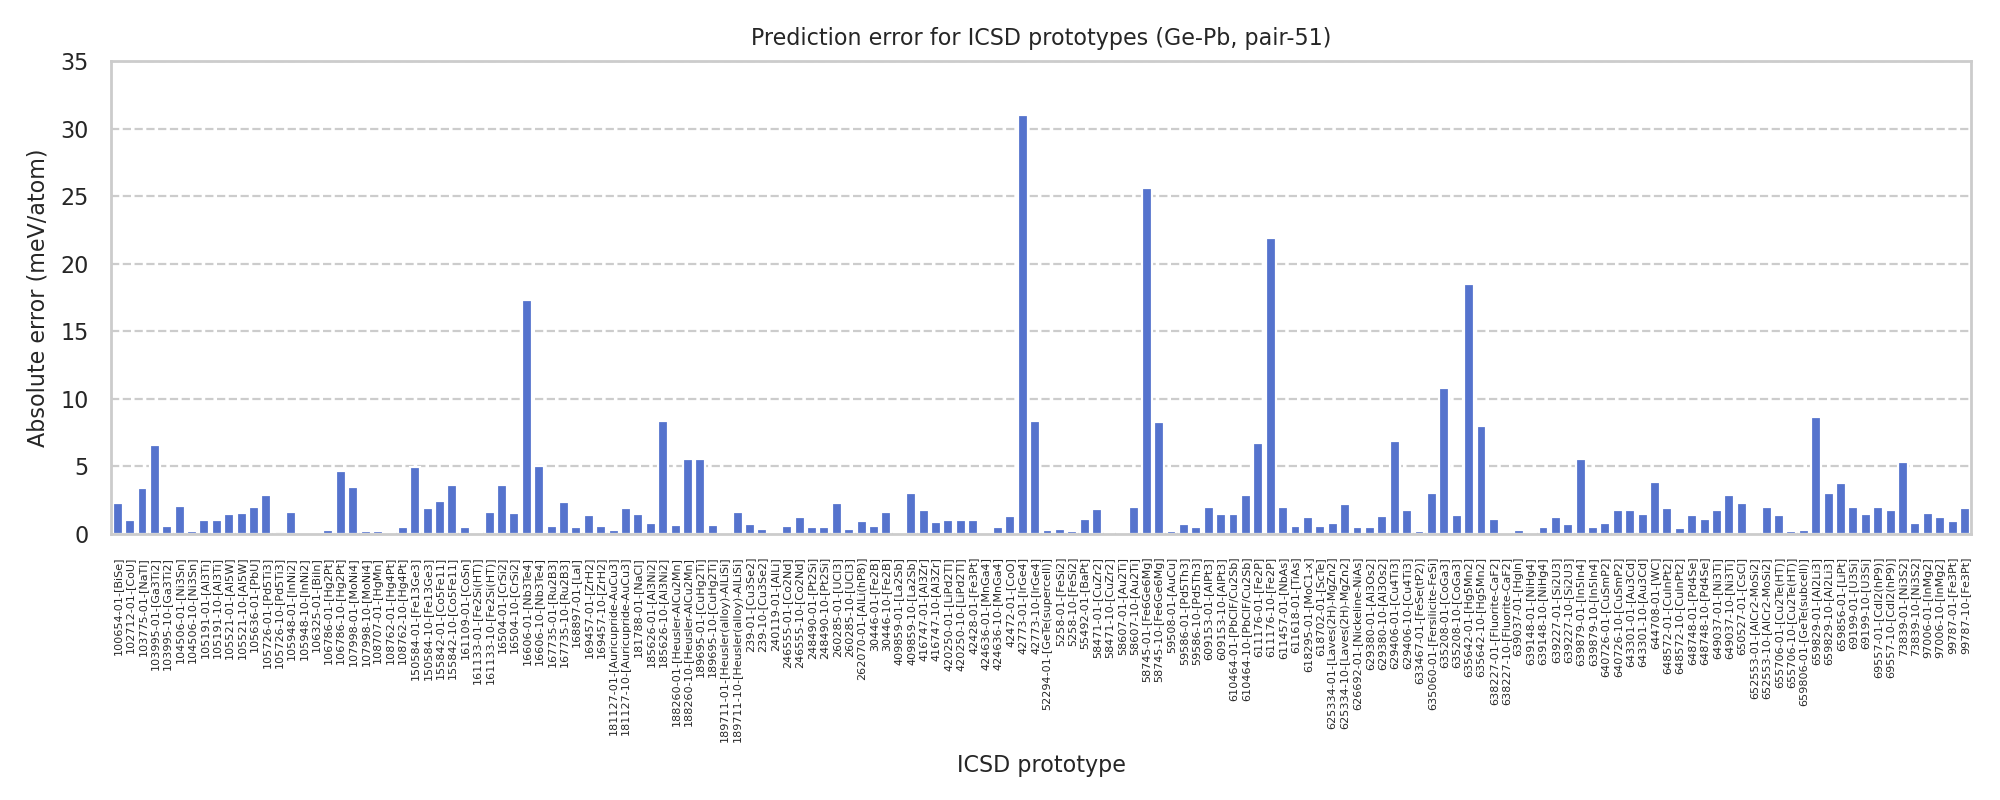 Prediction error for ICSD prototypes (Ge-Pb, pair-51)
Absolute error (meV/atom)
35
30
25
20
15
10
5
0
100654-01-[BiSe]
102712-01-[CoU]
103775-01-[NaTl]
103995-01-[Ga3Ti2]
103995-10-[Ga3Ti2]
104506-01-[Ni3Sn]
104506-10-[Ni3Sn]
105191-01-[Al3Ti]
105191-10-[Al3Ti]
105521-01-[Al5W]
105521-10-[Al5W]
105636-01-[PbU]
105726-01-[Pd5Ti3]
105726-10-[Pd5Ti3]
105948-01-[InNi2]
105948-10-[InNi2]
106325-01-[BiIn]
106786-01-[Hg2Pt]
106786-10-[Hg2Pt]
107998-01-[MoNi4]
107998-10-[MoNi4]
108707-01-[HgMn]
108762-01-[Hg4Pt]
108762-10-[Hg4Pt]
150584-01-[Fe13Ge3]
150584-10-[Fe13Ge3]
155842-01-[Co5Fe11]
155842-10-[Co5Fe11]
161109-01-[CoSn]
161133-01-[Fe2Si(HT)]
161133-10-[Fe2Si(HT)]
16504-01-[CrSi2]
16504-10-[CrSi2]
16606-01-[Nb3Te4]
16606-10-[Nb3Te4]
167735-01-[Ru2B3]
167735-10-[Ru2B3]
168897-01-[LaI]
169457-01-[ZrH2]
169457-10-[ZrH2]
181127-01-[Auricupride-AuCu3]
181127-10-[Auricupride-AuCu3]
181788-01-[NaCl]
185626-01-[Al3Ni2]
185626-10-[Al3Ni2]
188260-01-[Heusler-AlCu2Mn]
188260-10-[Heusler-AlCu2Mn]
189695-01-[CuHg2Ti]
189695-10-[CuHg2Ti]
189711-01-[Heusler(alloy)-AlLiSi]
189711-10-[Heusler(alloy)-AlLiSi]
239-01-[Cu3Se2]
239-10-[Cu3Se2]
240119-01-[AlLi]
246555-01-[Co2Nd]
246555-10-[Co2Nd]
248490-01-[Pt2Si]
248490-10-[Pt2Si]
260285-01-[UCl3]
260285-10-[UCl3]
262070-01-[AlLi(hP8)]
30446-01-[Fe2B]
30446-10-[Fe2B]
409859-01-[La2Sb]
409859-10-[La2Sb]
416747-01-[Al3Zr]
416747-10-[Al3Zr]
420250-01-[LiPd2Tl]
420250-10-[LiPd2Tl]
42428-01-[Fe3Pt]
424636-01-[MnGa4]
424636-10-[MnGa4]
42472-01-[CoO]
42773-01-[IrGe4]
42773-10-[IrGe4]
52294-01-[GeTe(supercell)]
5258-01-[FeSi2]
5258-10-[FeSi2]
55492-01-[BaPt]
58471-01-[CuZr2]
58471-10-[CuZr2]
58607-01-[Au2Ti]
58607-10-[Au2Ti]
58745-01-[Fe6Ge6Mg]
58745-10-[Fe6Ge6Mg]
59508-01-[AuCu]
59586-01-[Pd5Th3]
59586-10-[Pd5Th3]
609153-01-[AlPt3]
609153-10-[AlPt3]
610464-01-[PbClF/Cu2Sb]
610464-10-[PbClF/Cu2Sb]
611176-01-[Fe2P]
611176-10-[Fe2P]
611457-01-[NbAs]
611618-01-[TiAs]
618295-01-[MoC1-x]
618702-01-[ScTe]
625334-01-[Laves(2H)-MgZn2]
625334-10-[Laves(2H)-MgZn2]
626692-01-[Nickeline-NiAs]
629380-01-[Al3Os2]
629380-10-[Al3Os2]
629406-01-[Cu4Ti3]
629406-10-[Cu4Ti3]
633467-01-[FeSe(tP2)]
635060-01-[Fersilicite-FeSi]
635208-01-[CoGa3]
635208-10-[CoGa3]
635642-01-[Hg5Mn2]
635642-10-[Hg5Mn2]
638227-01-[Fluorite-CaF2]
638227-10-[Fluorite-CaF2]
639037-01-[HgIn]
639148-01-[NiHg4]
639148-10-[NiHg4]
639227-01-[Si2U3]
639227-10-[Si2U3]
639879-01-[In5In4]
639879-10-[In5In4]
640726-01-[CuSmP2]
640726-10-[CuSmP2]
643301-01-[Au3Cd]
643301-10-[Au3Cd]
644708-01-[WC]
648572-01-[CuInPt2]
648572-10-[CuInPt2]
648748-01-[Pd4Se]
648748-10-[Pd4Se]
649037-01-[Ni3Ti]
649037-10-[Ni3Ti]
650527-01-[CsCl]
652553-01-[AlCr2-MoSi2]
652553-10-[AlCr2-MoSi2]
655706-01-[Cu2Te(HT)]
655706-10-[Cu2Te(HT)]
659806-01-[GeTe(subcell)]
659829-01-[Al2Li3]
659829-10-[Al2Li3]
659856-01-[LiPt]
69199-01-[U3Si]
69199-10-[U3Si]
69557-01-[CdI2(hP9)]
69557-10-[CdI2(hP9)]
73839-01-[Ni3S2]
73839-10-[Ni3S2]
97006-01-[InMg2]
97006-10-[InMg2]
99787-01-[Fe3Pt]
99787-10-[Fe3Pt]
ICSD prototype